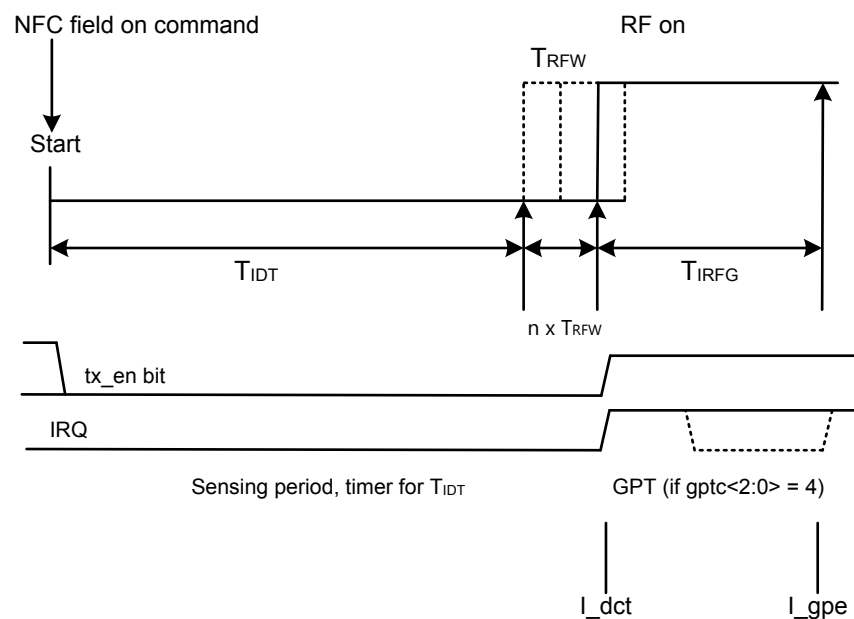 NFC field on command
RF on
TRFW
Start
TIDT
TIRFG
n x TRFW
tx_en bit
IRQ
Sensing period, timer for TIDT
GPT (if gptc<2:0> = 4)
I_dct
I_gpe